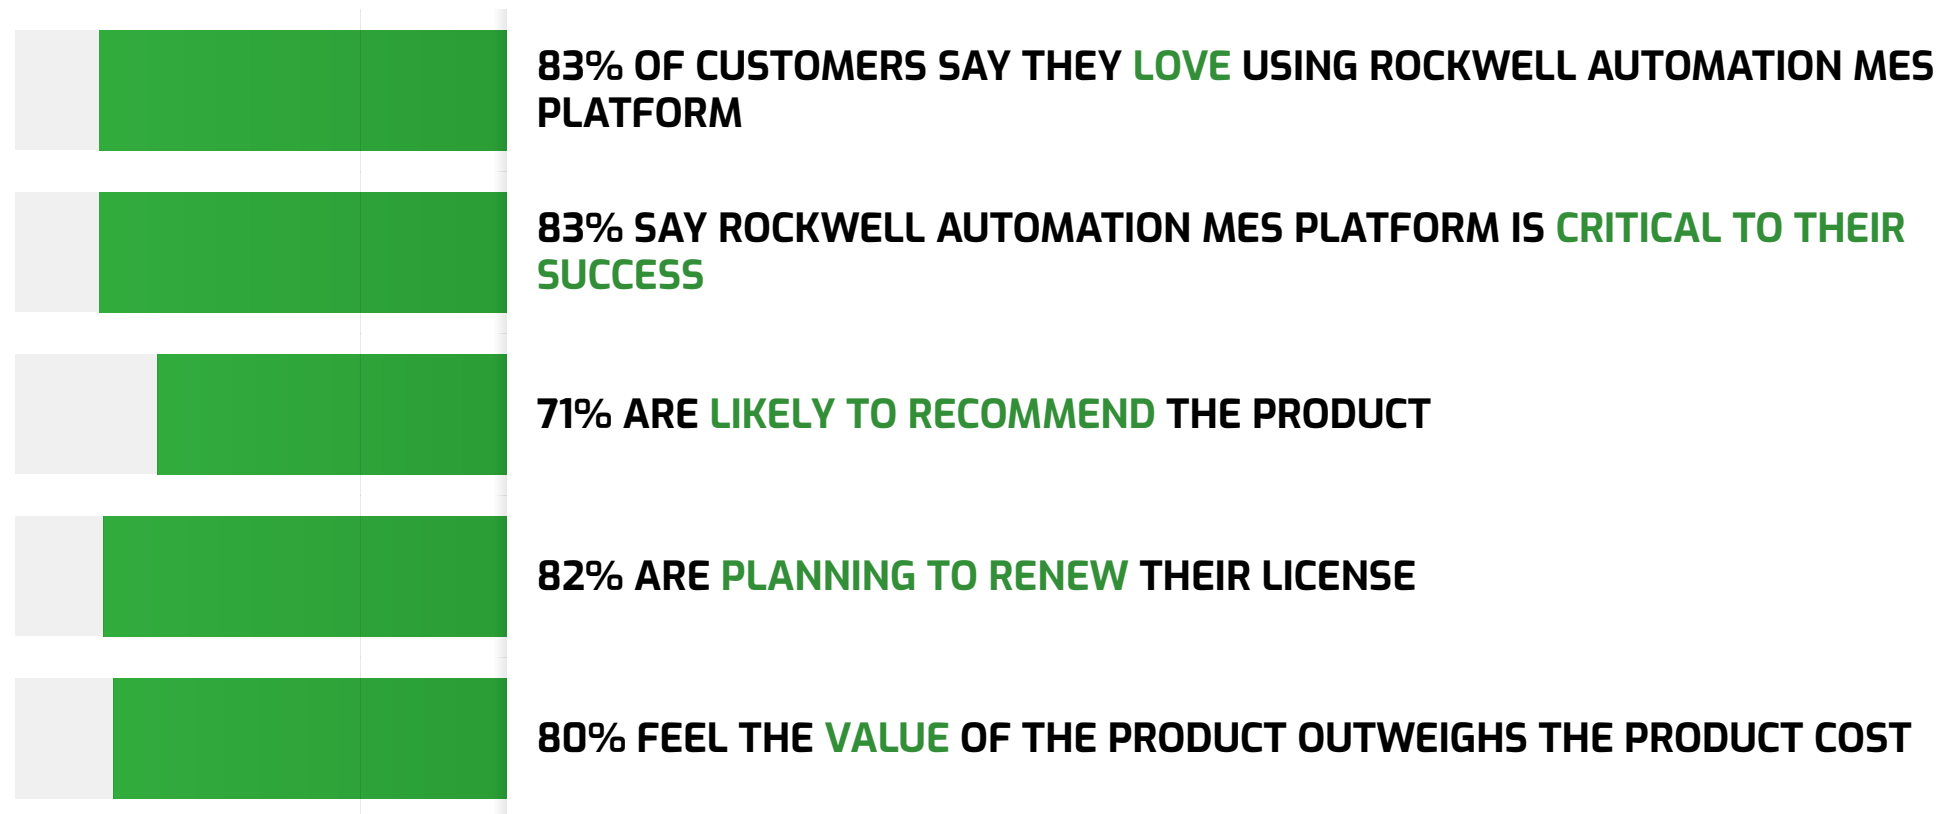 83% OF CUSTOMERS SAY THEY LOVE USING ROCKWELL AUTOMATION MES
PLATFORM
83% SAY ROCKWELL AUTOMATION MES PLATFORM IS CRITICAL TO THEIR
SUCCESS
71% ARE LIKELY TO RECOMMEND THE PRODUCT
82% ARE PLANNING TO RENEW THEIR LICENSE
80% FEEL THE VALUE OF THE PRODUCT OUTWEIGHS THE PRODUCT COST